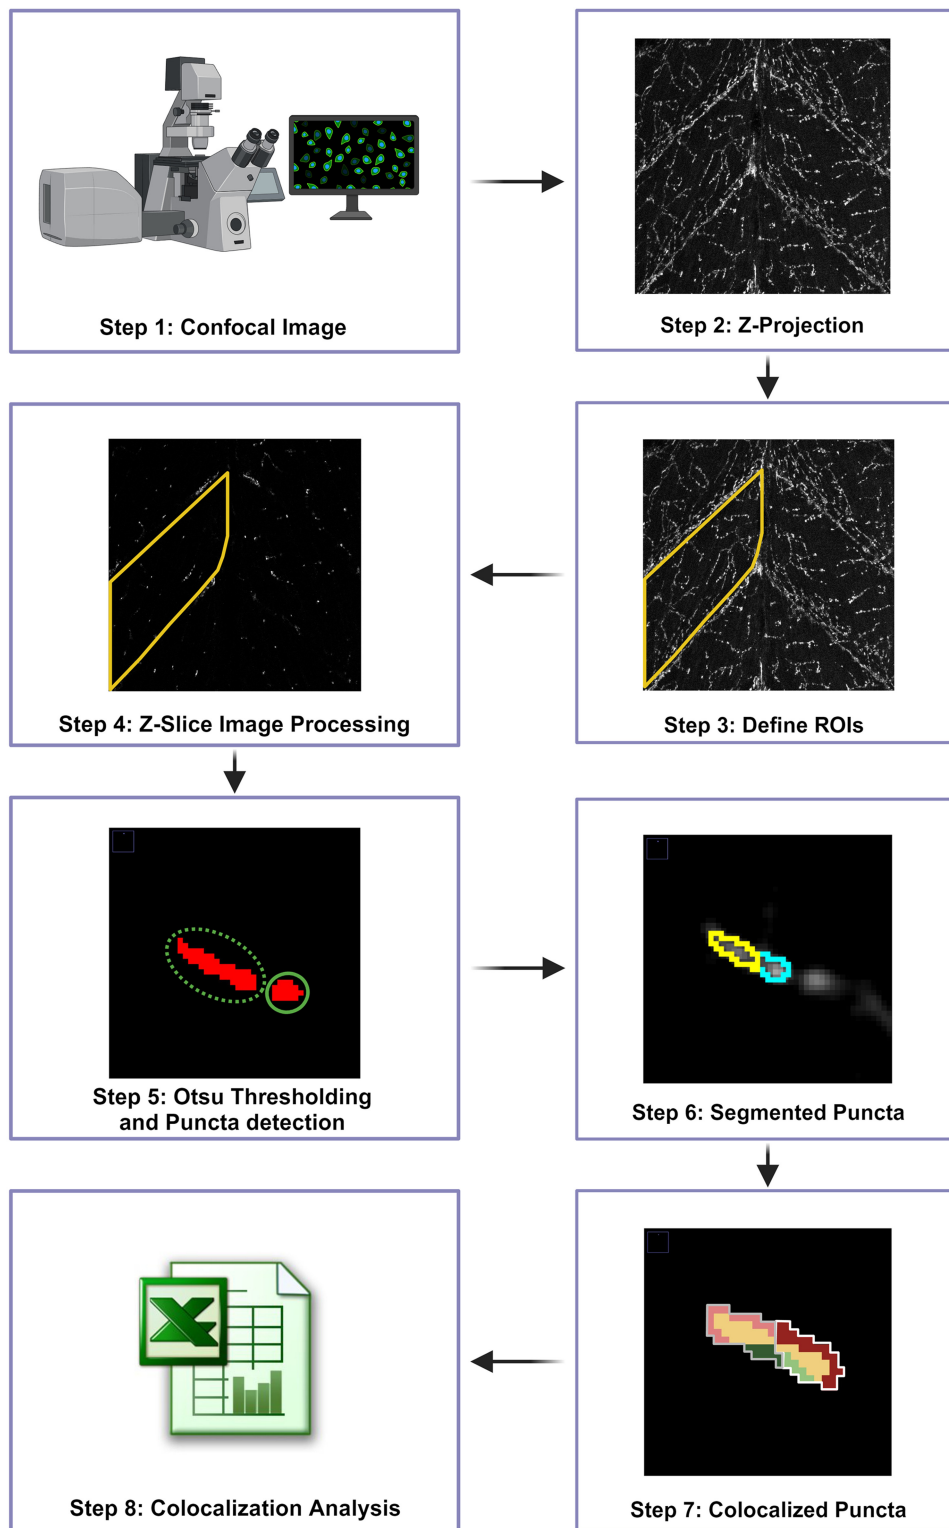 Step 1: Confocal Image
Step 2: Z-Projection
Step 3: Define ROIs
Step 4: Z-Slice Image Processing
Step 5: Otsu Thresholding
and Puncta detection
Step 6: Segmented Puncta
Step 7: Colocalized Puncta
Step 8: Colocalization Analysis